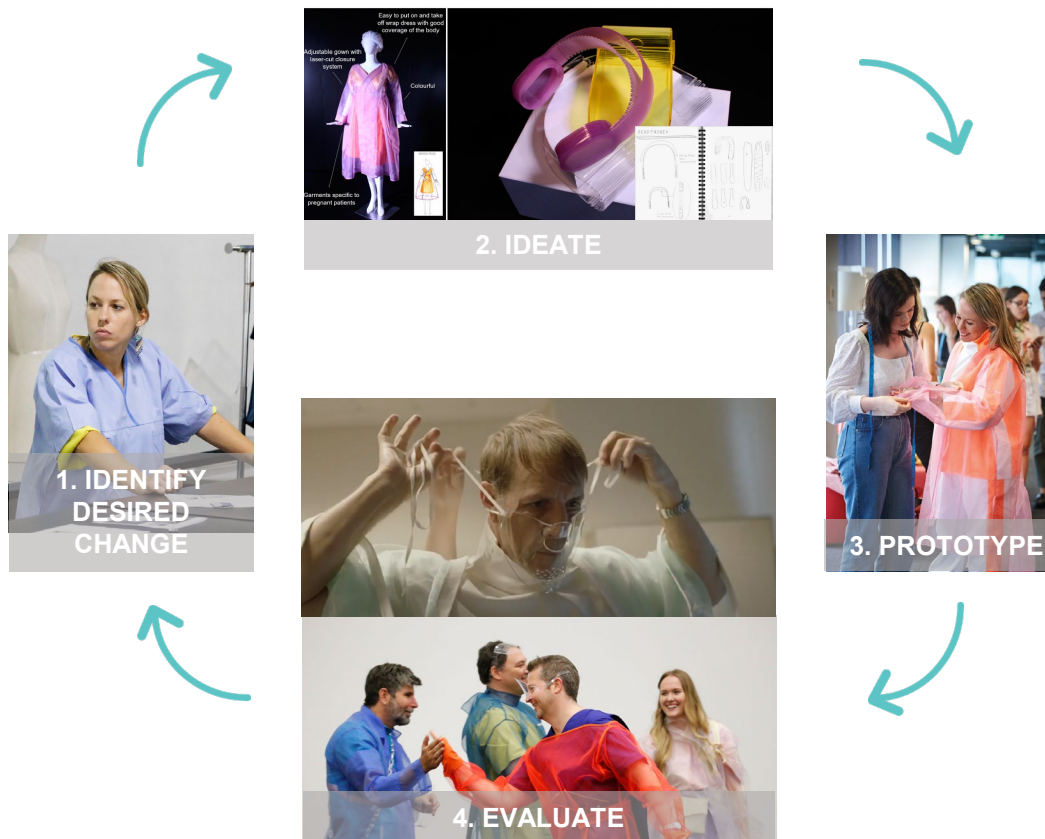 Easy to put on and take
off wrap dress with good
coverage of the body
Adjustable gown with
laser-cut closure
system
Colourful
Garments specific to
pregnant patients
HEADPHONES
2. IDEATE
1. IDENTIFY
DESIRED
CHANGE
3. PROTOTYPE
4. EVALUATE